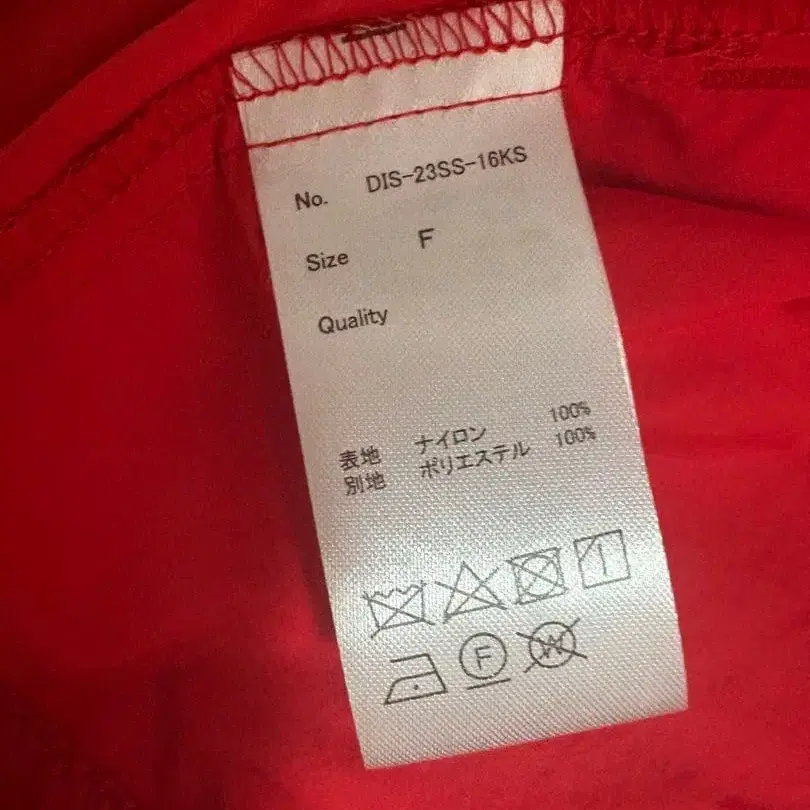 No. DIS-23SS-16KS
Size F
Quality
表地 ナイロン 100%
別地 ポリエステル 100%
F W